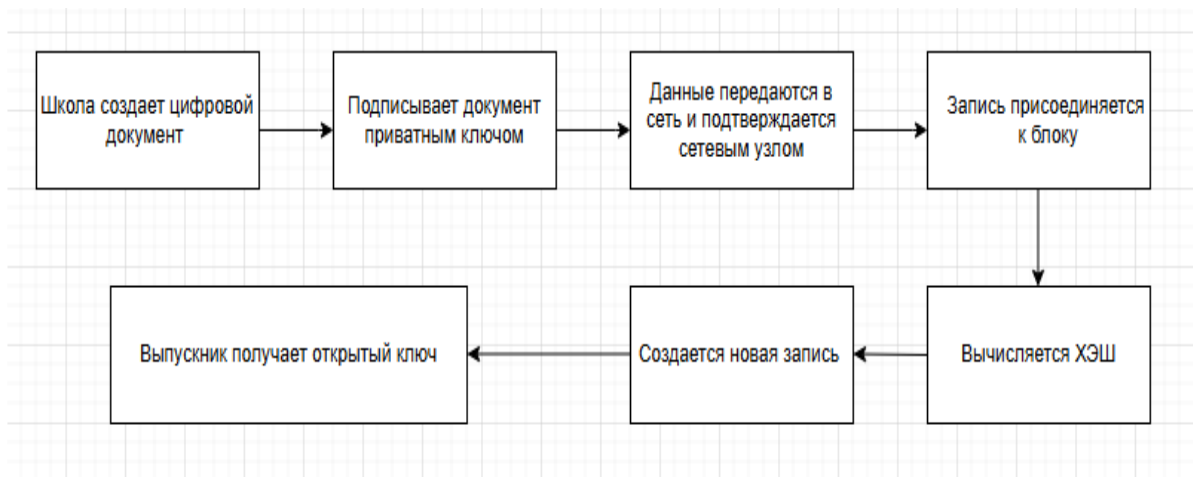 Школа создает цифровой
документ
Подписывает документ
приватным ключом
Данные передаются в
сеть и подтверждается
сетевым узлом
Запись присоединяется
к блоку
Вычисляется ХЭШ
Создается новая запись
Выпускник получает открытый ключ